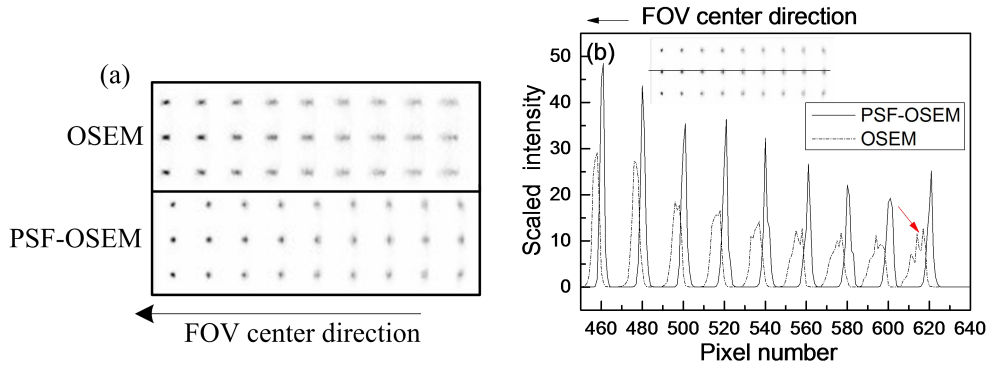 (a)
OSEM
PSF-OSEM
FOV center direction
FOV center direction
(b)
PSF-OSEM
OSEM
Scaled intensity
50
40
30
20
10
0
460 480 500 520 540 560 580 600 620 640
Pixel number